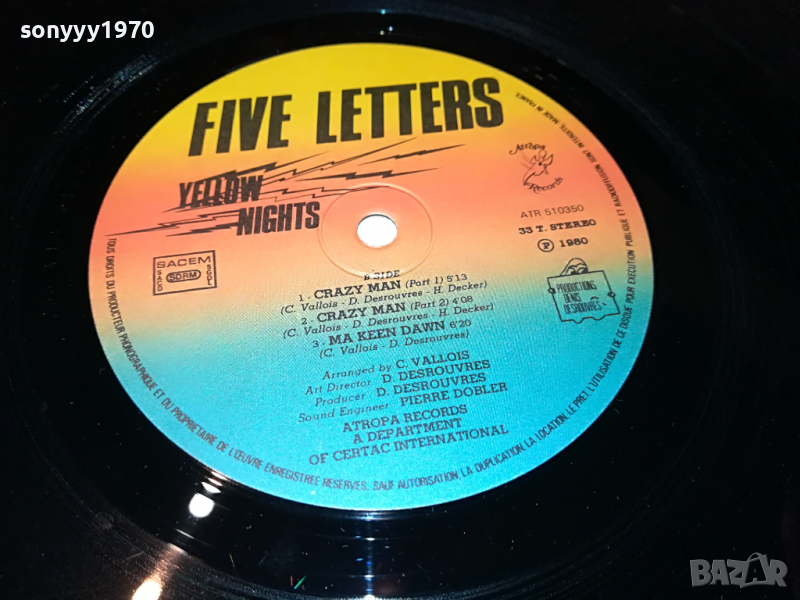 sonyyy1970
FIVE LETTERS
YELLOW
NIGHTS
Atropa
Records
ATR 510350
33 T. STEREO
℗ 1980
SACEM
SACD
SDRM
SGDL
B SIDE
1 - CRAZY MAN (Part 1) 5'13
(C. Vallois - D. Desrouvres - H. Decker)
2 - CRAZY MAN (Part 2) 4'08
(C. Vallois - D. Desrouvres - H. Decker)
3 - MA KEEN DAWN 6'20
(C. Vallois - D. Desrouvres)
Arranged by C. VALLOIS
Art Director D. DESROUVRES
Producer D. DESROUVRES
Sound Engineer PIERRE DOBLER
ATROPA RECORDS
A DEPARTMENT
OF CERTAC INTERNATIONAL
PRODUCTIONS
DENIS
DESROUVRES
TOUS DROITS DU PRODUCTEUR PHONOGRAPHIQUE ET DU PROPRIETAIRE DE L'ŒUVRE ENREGISTREE RESERVES. SAUF AUTORISATION, LA DUPLICATION, LA LOCATION, LE PRET, L'UTILISATION DE CE DISQUE POUR EXECUTION PUBLIQUE ET RADIODIFFUSION SONT INTERDITS. MADE IN FRANCE
BAZAR